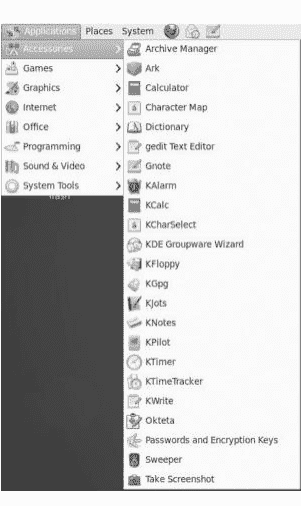 Applications Places System
Accessories
Games
Graphics
Internet
Office
Programming
Sound & Video
System Tools
Archive Manager
Ark
Calculator
Character Map
Dictionary
gedit Text Editor
Gnote
KAlarm
KCalc
KCharSelect
KDE Groupware Wizard
KFloppy
KGpg
KJots
KNotes
KPilot
KTimer
KTimeTracker
KWrite
Okteta
Passwords and Encryption Keys
Sweeper
Take Screenshot